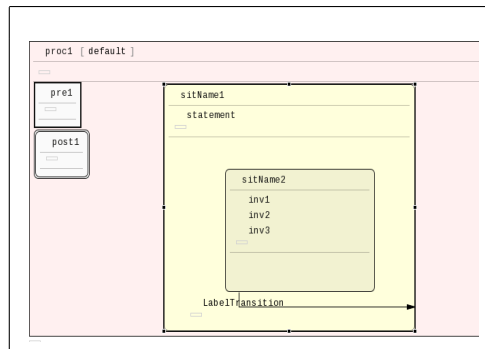 proc1 [ default ]
pre1
post1
sitName1
statement
sitName2
inv1
inv2
inv3
LabelTransition